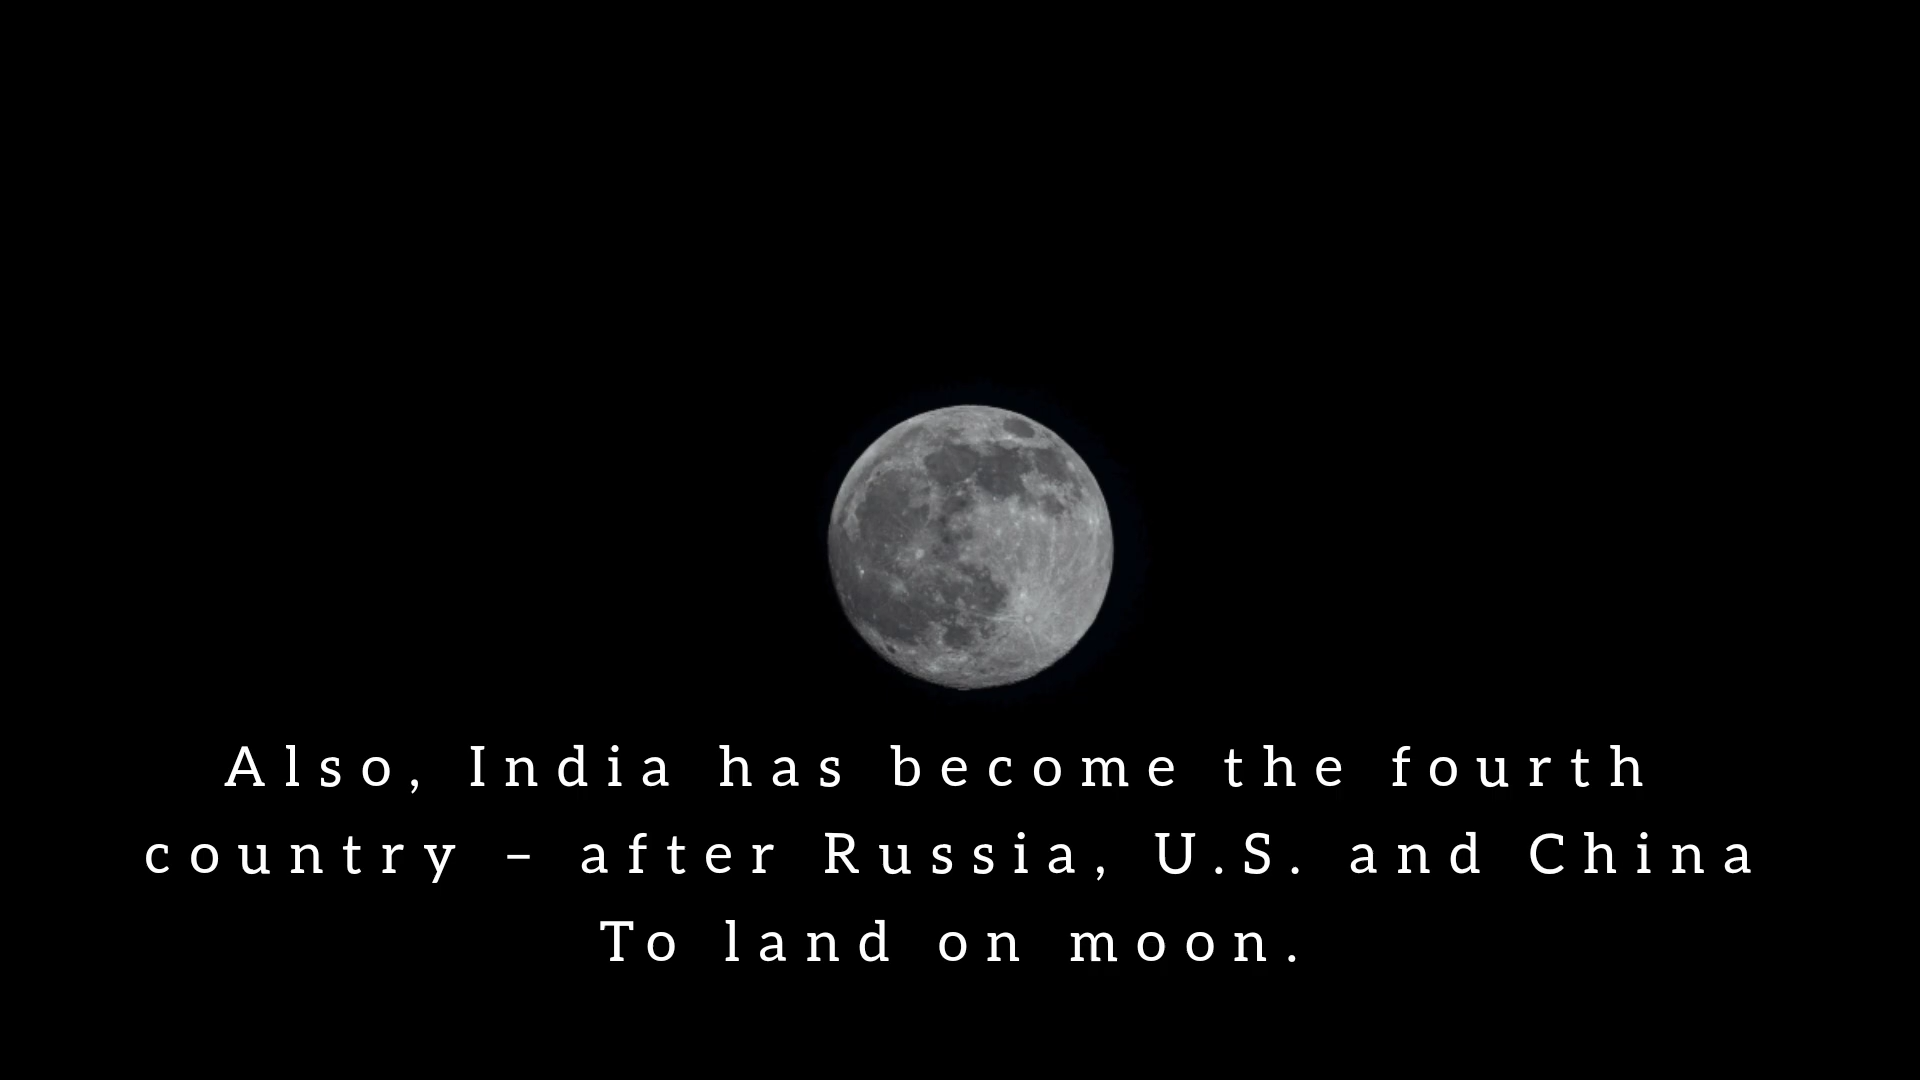 Also, India has become the fourth
country – after Russia, U.S. and China
To land on moon.